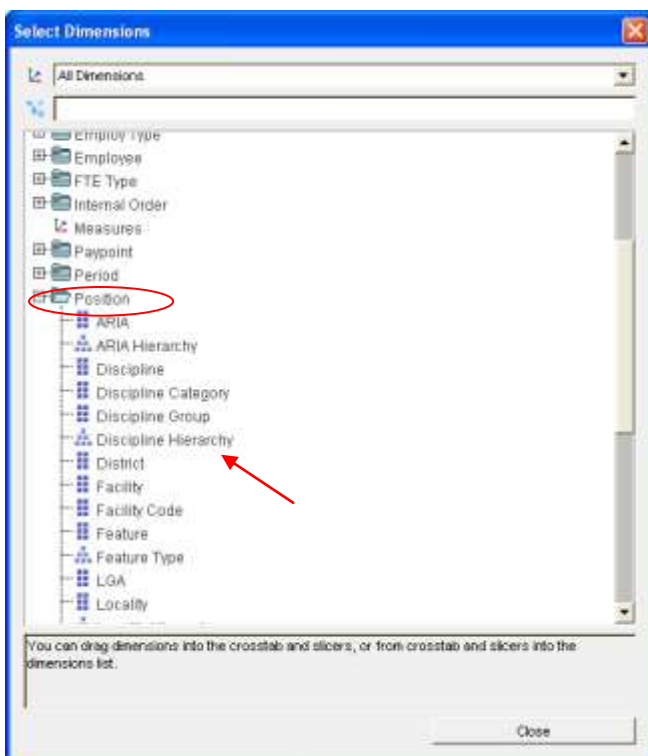 Select Dimensions
All Dimensions
Employ Type
Employee
FTE Type
Internal Order
Measures
Paypoint
Period
Position
ARIA
ARIA Hierarchy
Discipline
Discipline Category
Discipline Group
Discipline Hierarchy
District
Facility
Facility Code
Feature
Feature Type
LGA
Locality
You can drag dimensions into the crosstab and slicers, or from crosstab and slicers into the
dimensions list.
Close